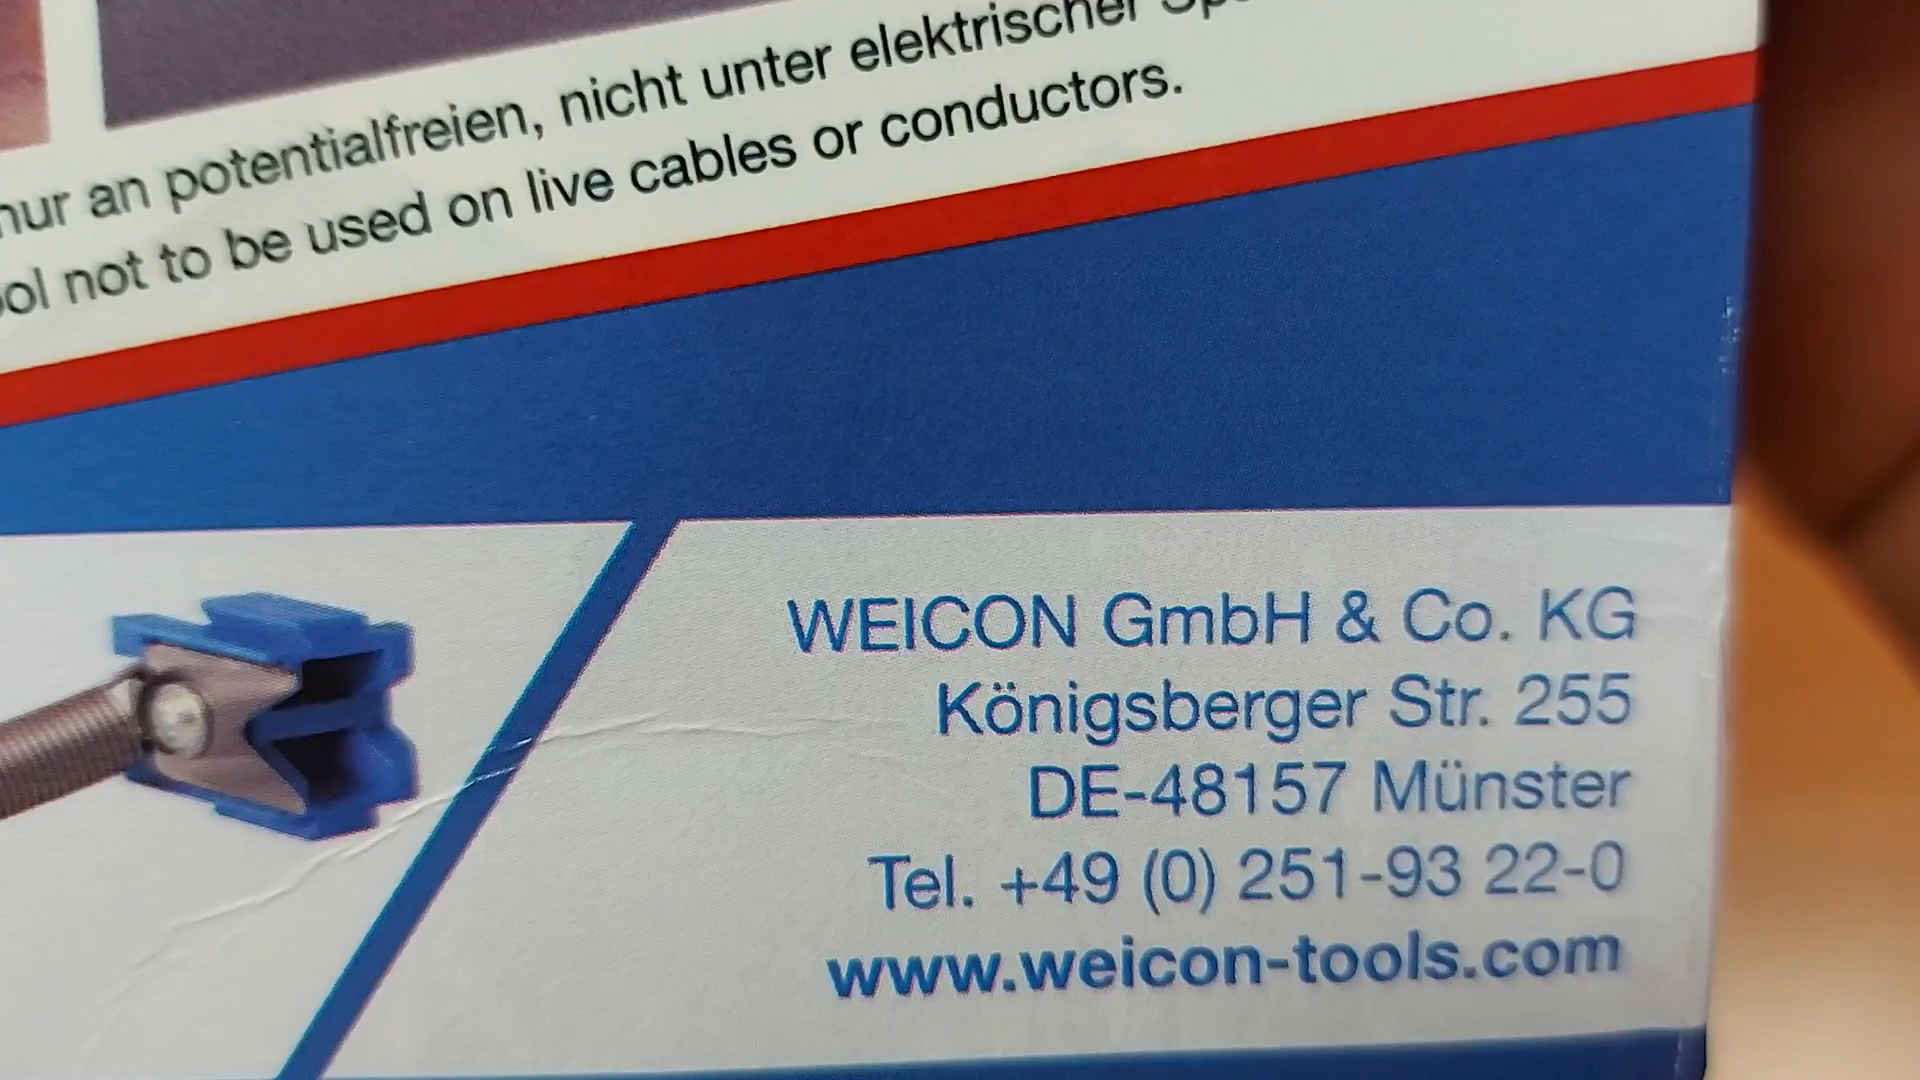 nur an potentialfreien, nicht unter elektrischer
not to be used on live cables or conductors.
WEICON GmbH & Co. KG
Königsberger Str. 255
DE-48157 Münster
Tel. +49 (0) 251-93 22-0
www.weicon-tools.com